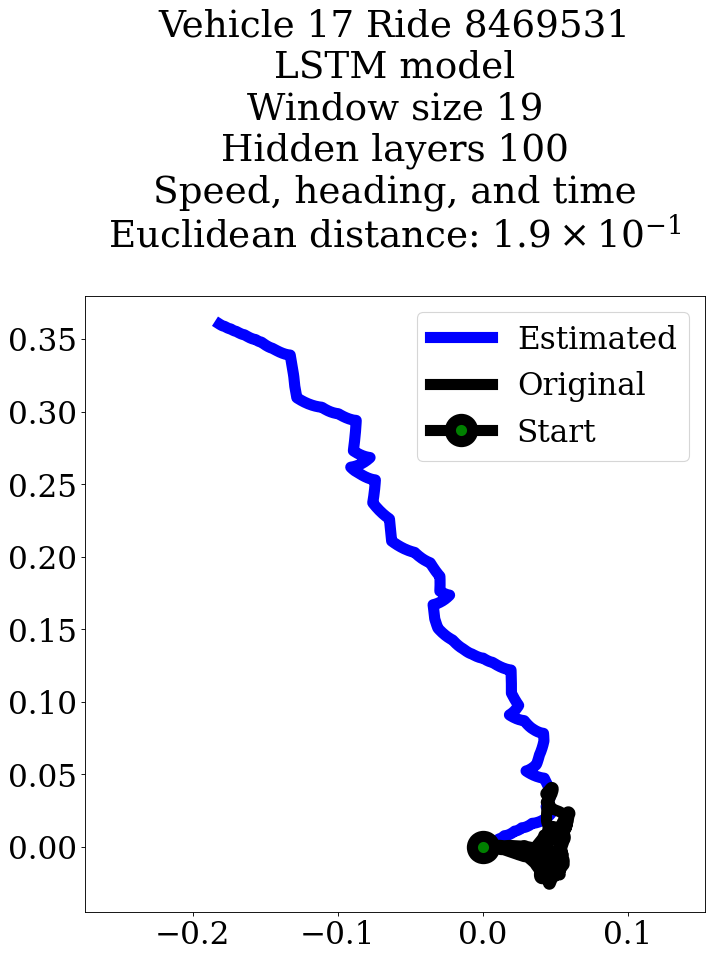 Vehicle 17 Ride 8469531
LSTM model
Window size 19
Hidden layers 100
Speed, heading, and time
Euclidean distance: 1.9 × 10⁻¹
Estimated
Original
Start
0.35
0.30
0.25
0.20
0.15
0.10
0.05
0.00
−0.2 −0.1 0.0 0.1